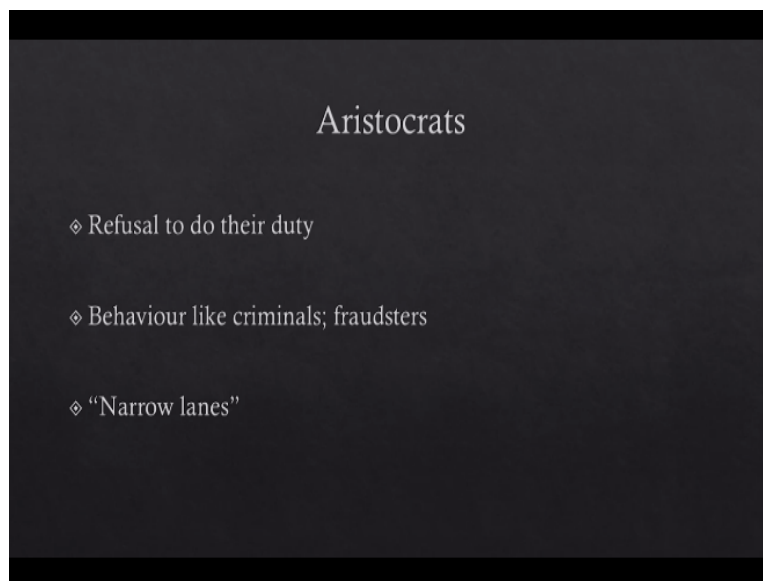 Aristocrats
Refusal to do their duty
Behaviour like criminals; fraudsters
“Narrow lanes”